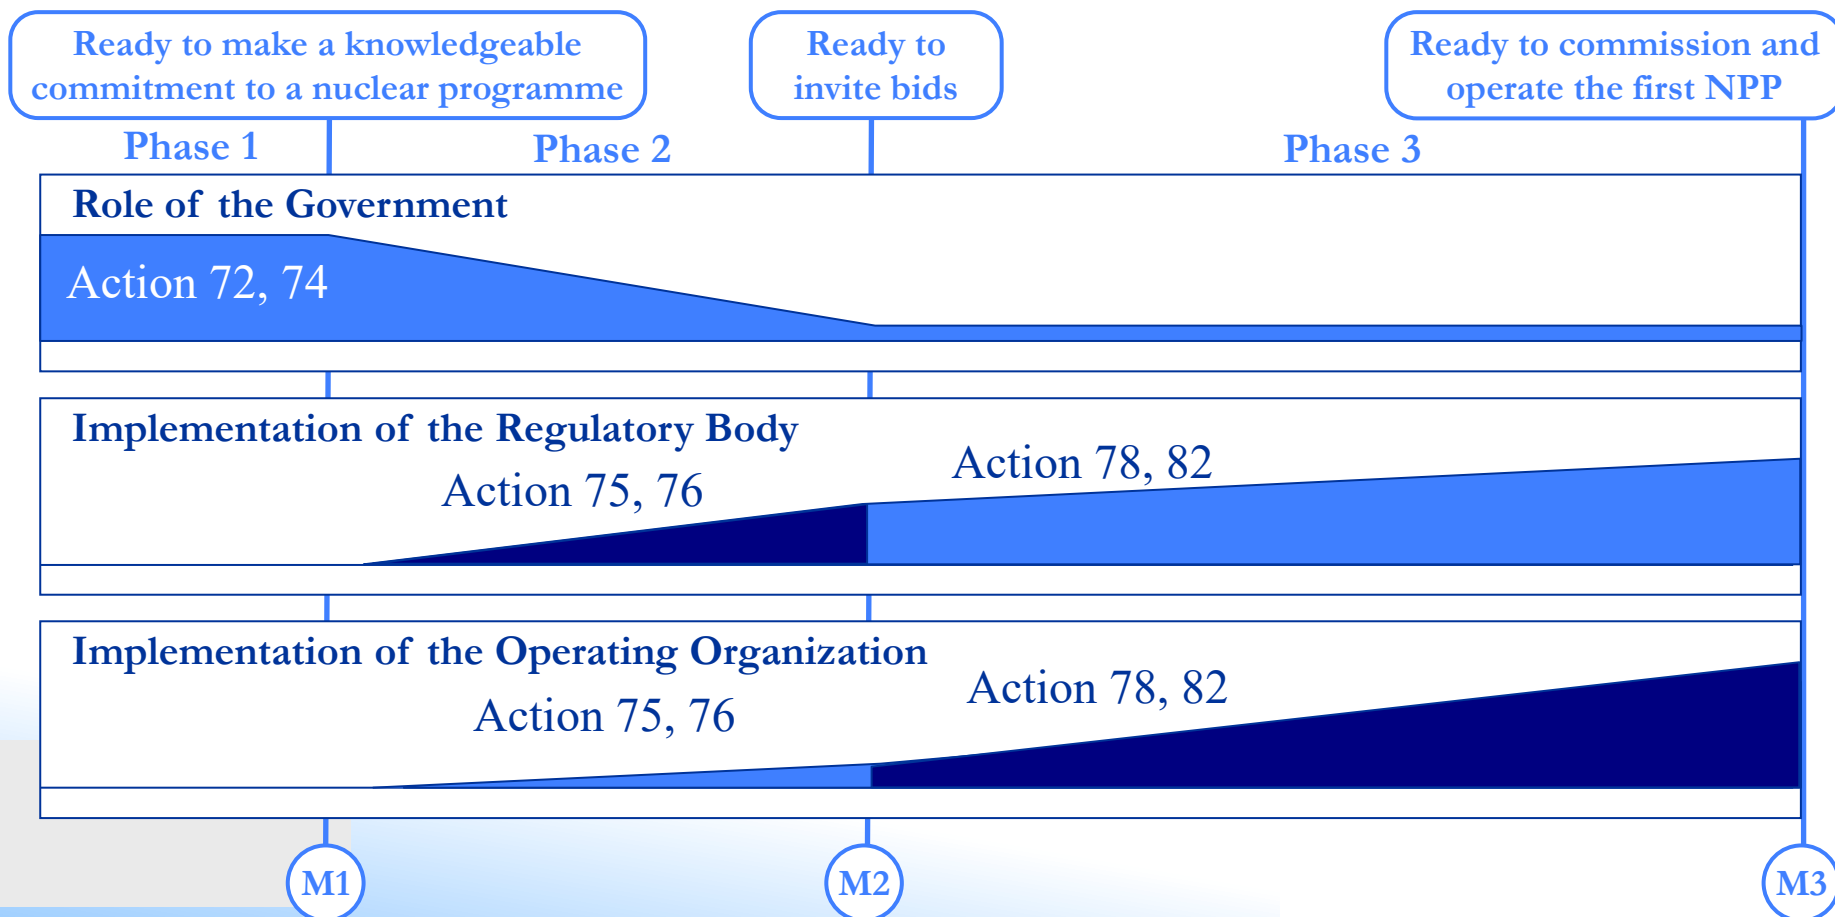 Ready to make a knowledgeable
commitment to a nuclear programme
Ready to
invite bids
Ready to commission and
operate the first NPP
Phase 1
Phase 2
Phase 3
Role of the Government
Action 72, 74
Implementation of the Regulatory Body
Action 75, 76
Action 78, 82
Implementation of the Operating Organization
Action 75, 76
Action 78, 82
M1
M2
M3